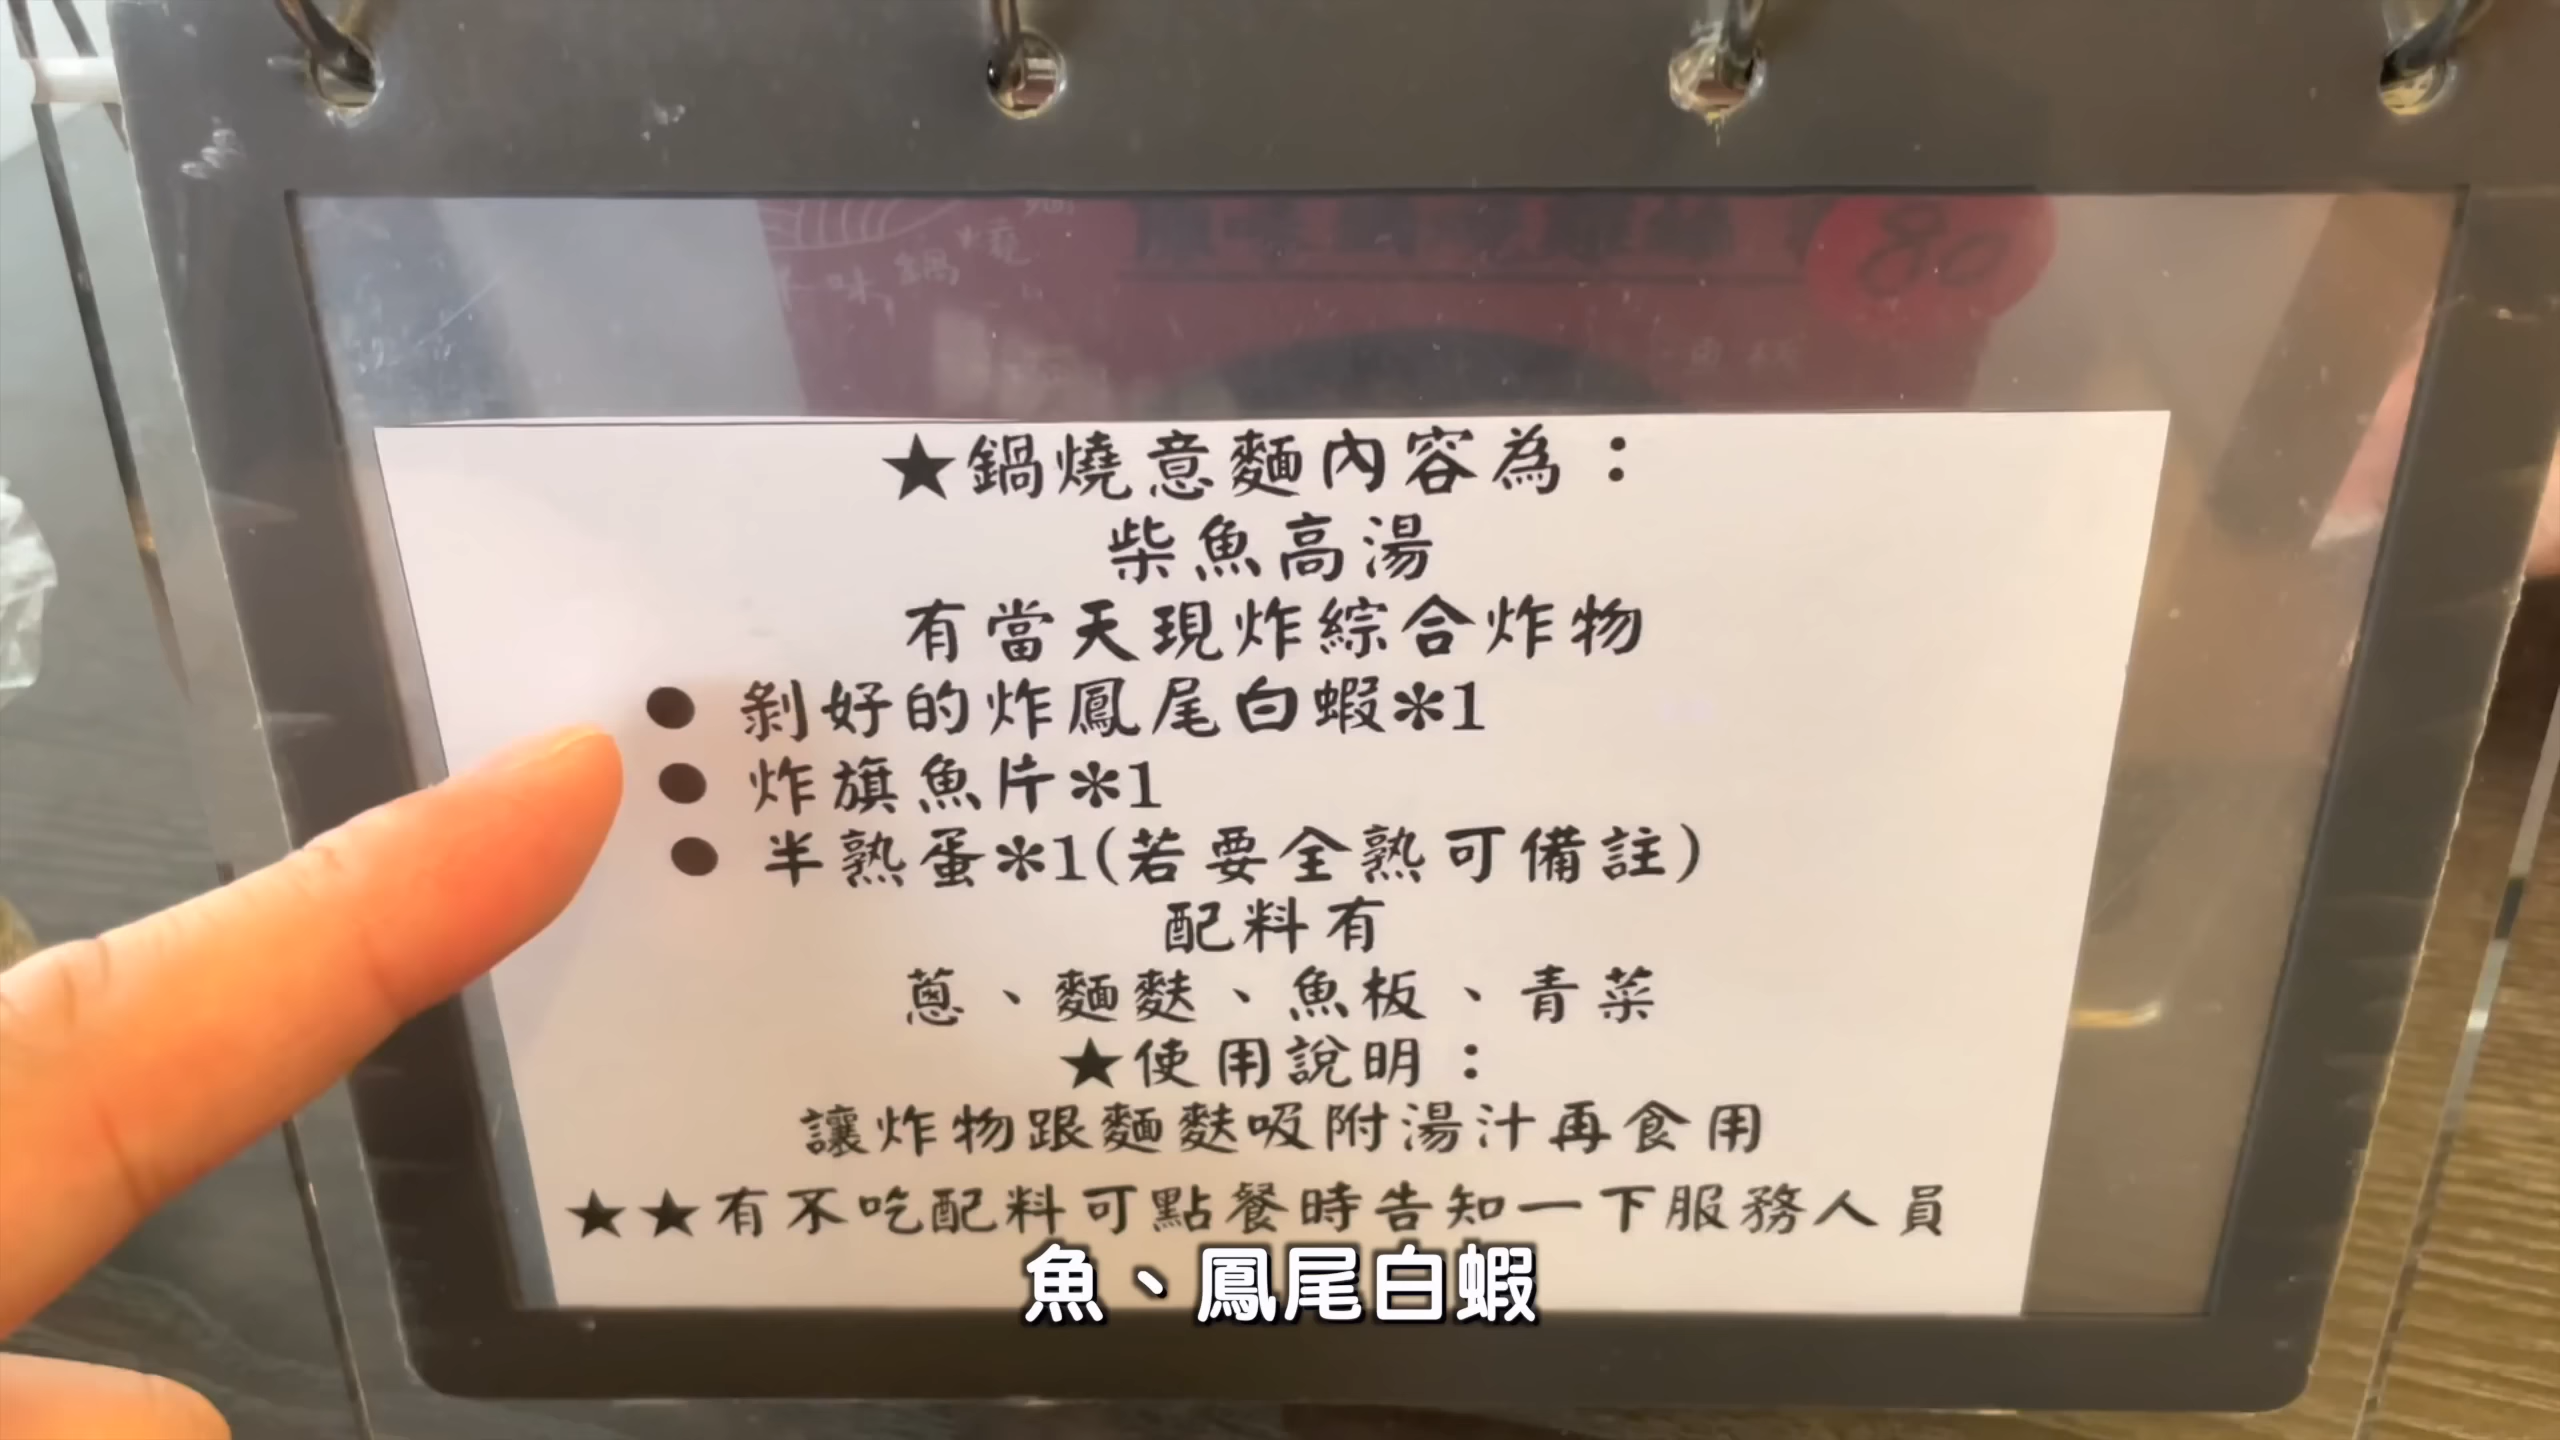 80
味鍋燒
★鍋燒意麵內容為：
柴魚高湯
有當天現炸綜合炸物
● 剝好的炸鳳尾白蝦*1
● 炸旗魚片*1
● 半熟蛋*1(若要全熟可備註)
配料有
蔥、麵麩、魚板、青菜
★使用說明：
讓炸物跟麵麩吸附湯汁再食用
★★有不吃配料可點餐時告知一下服務人員
魚、鳳尾白蝦